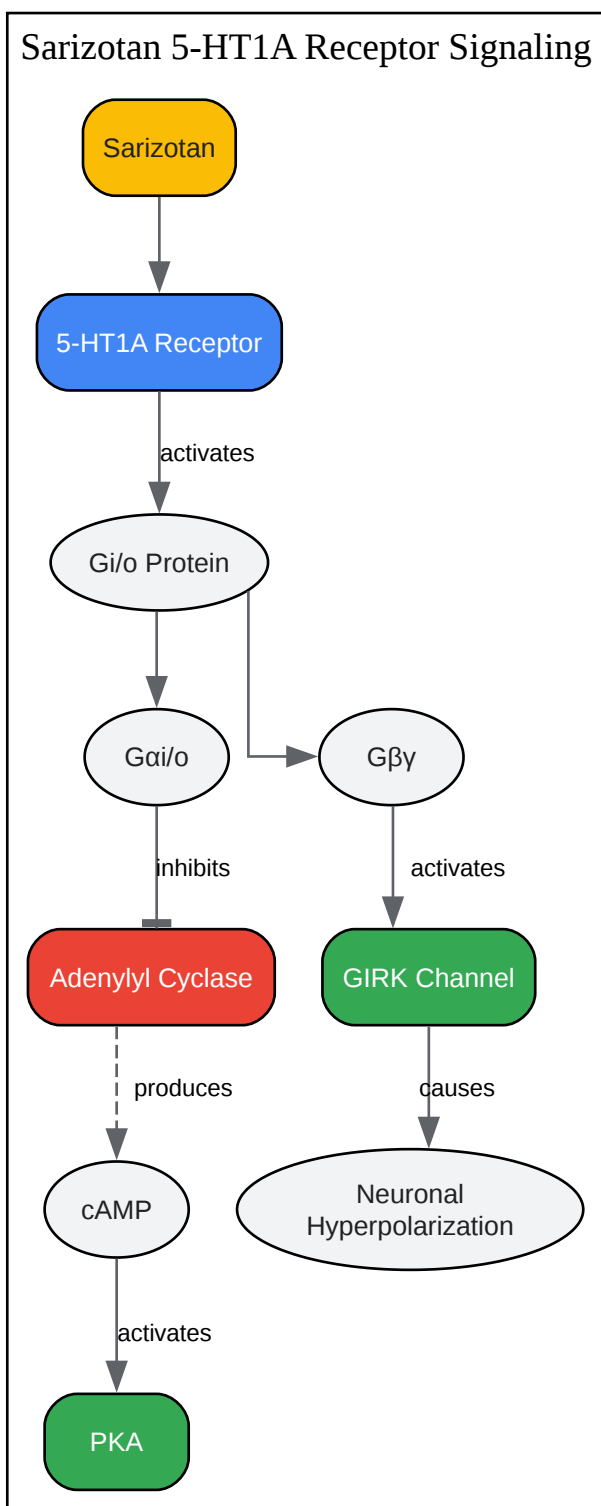 Sarizotan 5-HT1A Receptor Signaling
Sarizotan
5-HT1A Receptor
activates
Gi/o Protein
Gαi/o
Gβγ
inhibits
activates
Adenylyl Cyclase
GIRK Channel
produces
causes
cAMP
Neuronal
Hyperpolarization
activates
PKA